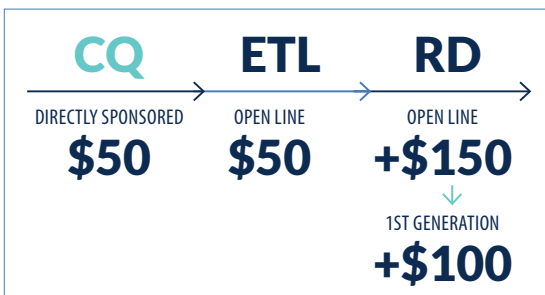 CQ ETL RD
DIRECTLY SPONSORED OPEN LINE OPEN LINE
$50 $50 +$150
1ST GENERATION
+$100